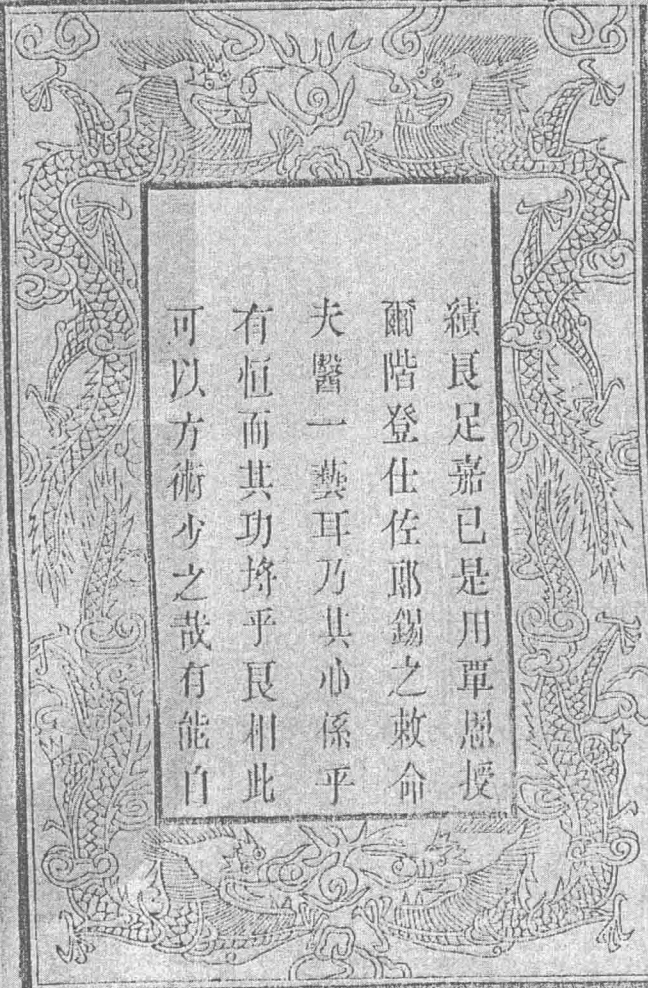 績良足嘉已是用覃恩授
爾階登仕佐郎錫之敕命
夫醫一藝耳乃其心係乎
有恒而其功埒乎良相此
可以方術少之哉有能自